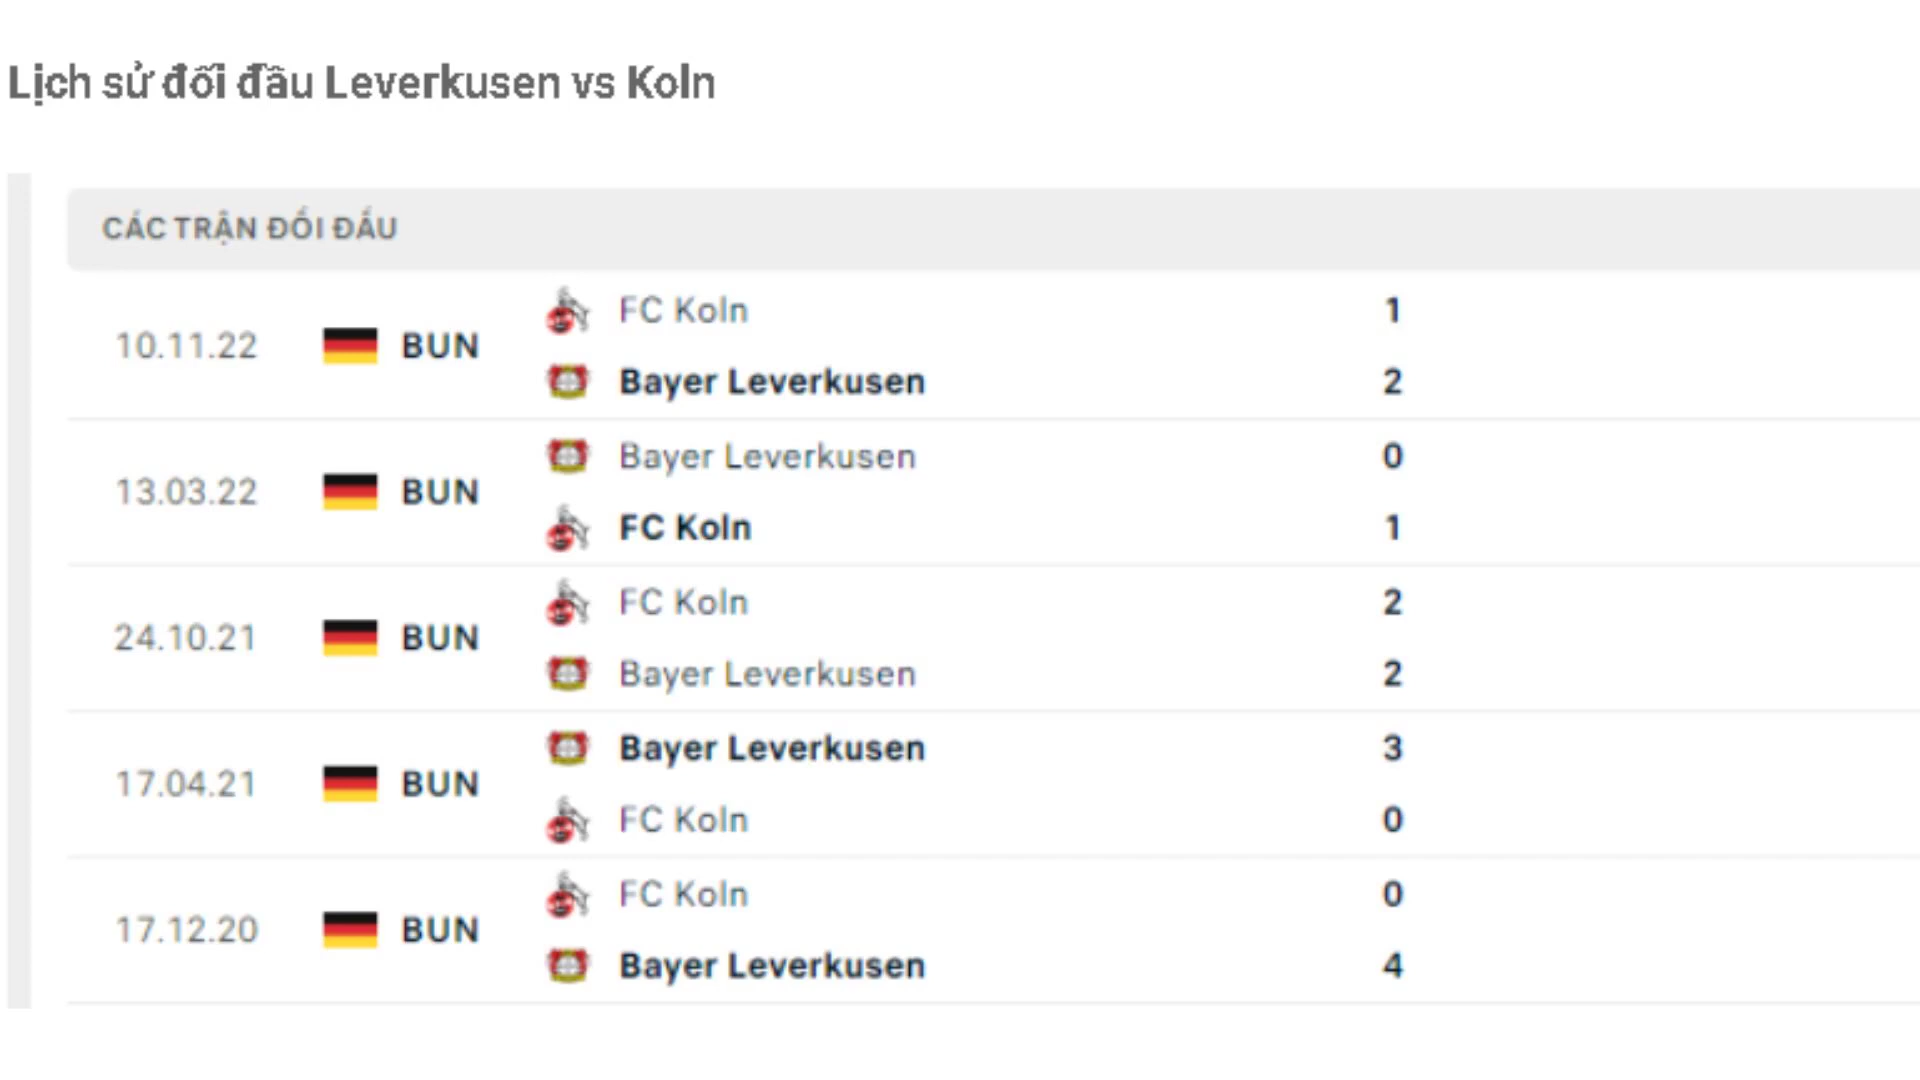 Lịch sử đối đầu Leverkusen vs Koln
CÁC TRẬN ĐỐI ĐẦU
FC Koln 1
10.11.22 BUN
Bayer Leverkusen 2
Bayer Leverkusen 0
13.03.22 BUN
FC Koln 1
FC Koln 2
24.10.21 BUN
Bayer Leverkusen 2
Bayer Leverkusen 3
17.04.21 BUN
FC Koln 0
FC Koln 0
17.12.20 BUN
Bayer Leverkusen 4